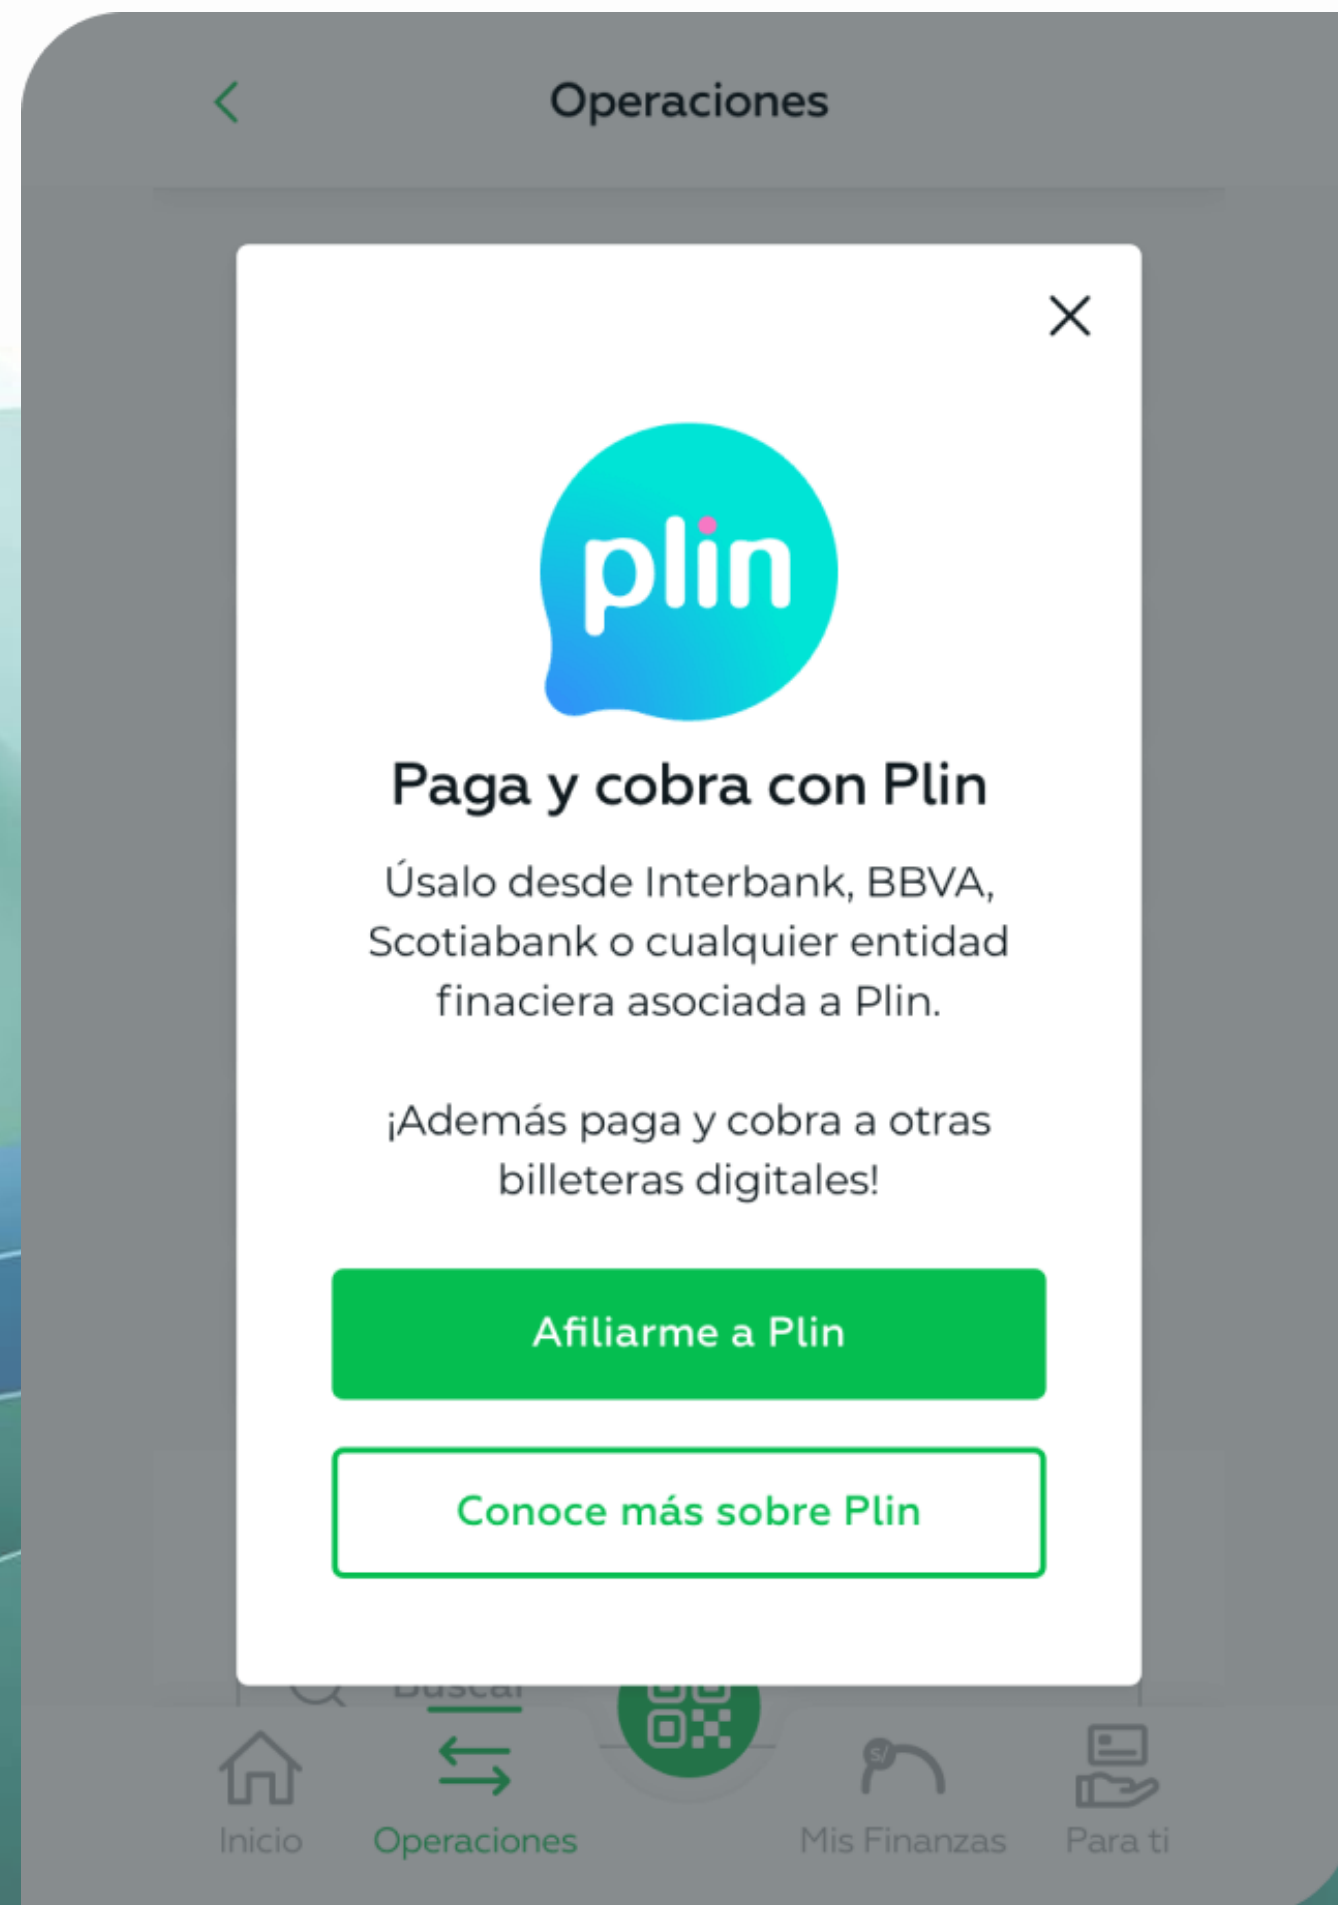 Operaciones
plin
Paga y cobra con Plin
Úsalo desde Interbank, BBVA,
Scotiabank o cualquier entidad
finaciera asociada a Plin.
¡Además paga y cobra a otras
billeteras digitales!
Afiliarme a Plin
Conoce más sobre Plin
Buscar
S/
Inicio Operaciones Mis Finanzas Para ti